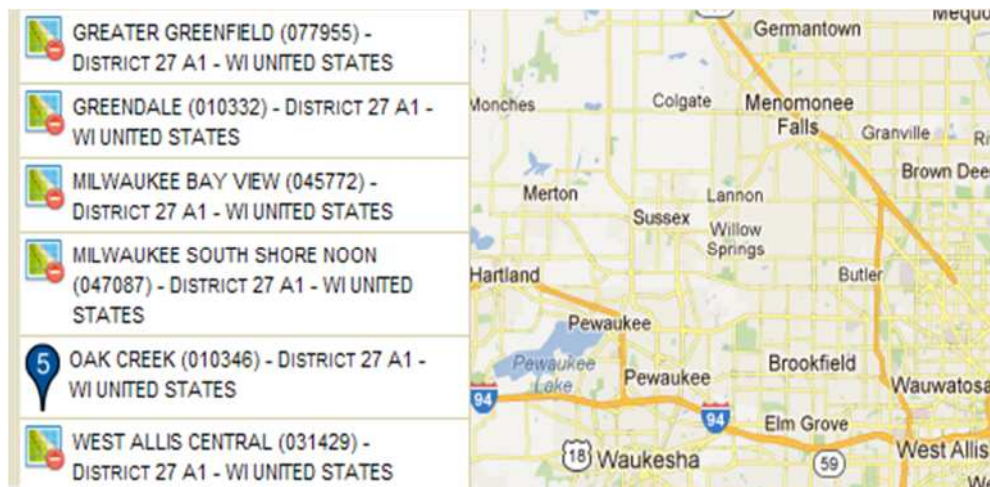 GREATER GREENFIELD (077955) -
DISTRICT 27 A1 - WI UNITED STATES
GREENDALE (010332) - DISTRICT 27 A1 -
WI UNITED STATES
MILWAUKEE BAY VIEW (045772) -
DISTRICT 27 A1 - WI UNITED STATES
MILWAUKEE SOUTH SHORE NOON
(047087) - DISTRICT 27 A1 - WI UNITED
STATES
5
OAK CREEK (010346) - DISTRICT 27 A1 -
WI UNITED STATES
WEST ALLIS CENTRAL (031429) -
DISTRICT 27 A1 - WI UNITED STATES
Germantown
Monches
Colgate
Menomonee
Falls
Granville
Brown Dee
Merton
Lannon
Sussex
Willow
Springs
Hartland
Butler
Pewaukee
Pewaukee
Lake
Pewaukee
Brookfield
Wauwatosa
94
94
Elm Grove
18
Waukesha
59
West Allis